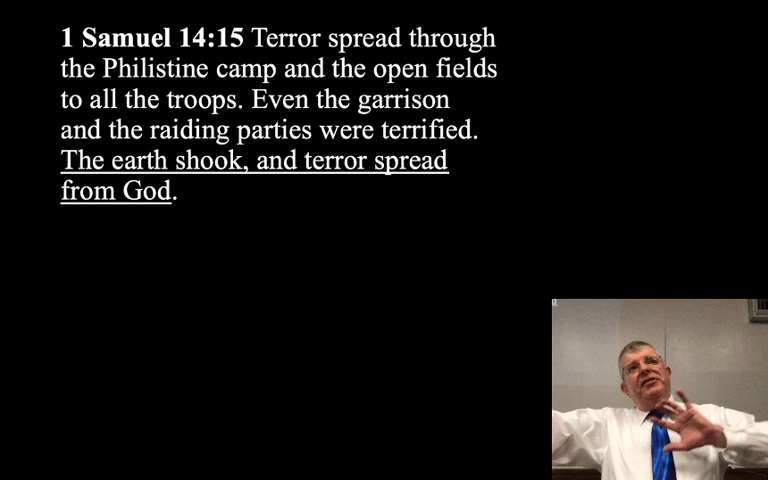 1 Samuel 14:15 Terror spread through
the Philistine camp and the open fields
to all the troops. Even the garrison
and the raiding parties were terrified.
The earth shook, and terror spread
from God.